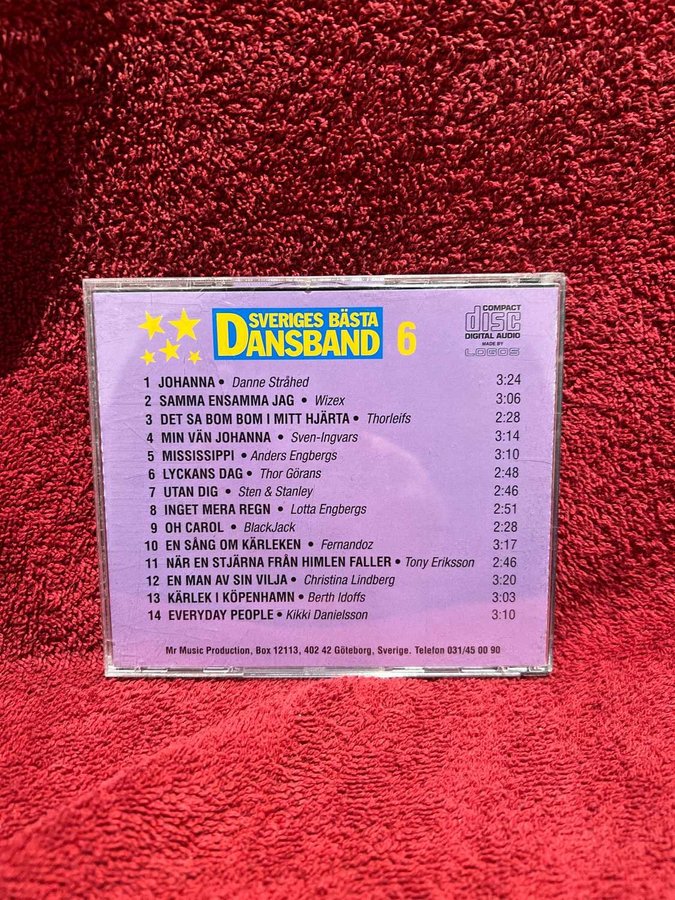 SVERIGES BÄSTA
DANSBAND 6
COMPACT
disc
DIGITAL AUDIO
MADE BY
LOGOS
1 JOHANNA • Danne Stråhed 3:24
2 SAMMA ENSAMMA JAG • Wizex 3:06
3 DET SA BOM BOM I MITT HJÄRTA • Thorleifs 2:28
4 MIN VÄN JOHANNA • Sven-Ingvars 3:14
5 MISSISSIPPI • Anders Engbergs 3:10
6 LYCKANS DAG • Thor Görans 2:48
7 UTAN DIG • Sten & Stanley 2:46
8 INGET MERA REGN • Lotta Engbergs 2:51
9 OH CAROL • BlackJack 2:28
10 EN SÅNG OM KÄRLEKEN • Fernandoz 3:17
11 NÄR EN STJÄRNA FRÅN HIMLEN FALLER • Tony Eriksson 2:46
12 EN MAN AV SIN VILJA • Christina Lindberg 3:20
13 KÄRLEK I KÖPENHAMN • Berth Idoffs 3:03
14 EVERYDAY PEOPLE • Kikki Danielsson 3:10
Mr Music Production, Box 12113, 402 42 Göteborg, Sverige. Telefon 031/45 00 90